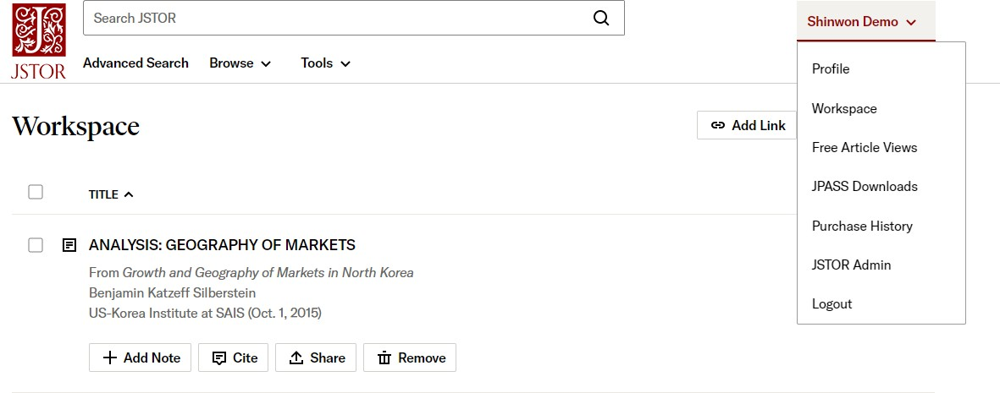 JSTOR
Search JSTOR
Shinwon Demo
Advanced Search Browse Tools
Profile
Workspace
Free Article Views
JPASS Downloads
Purchase History
JSTOR Admin
Logout
Workspace
Add Link
TITLE
ANALYSIS: GEOGRAPHY OF MARKETS
From Growth and Geography of Markets in North Korea
Benjamin Katzeff Silberstein
US-Korea Institute at SAIS (Oct. 1, 2015)
Add Note Cite Share Remove